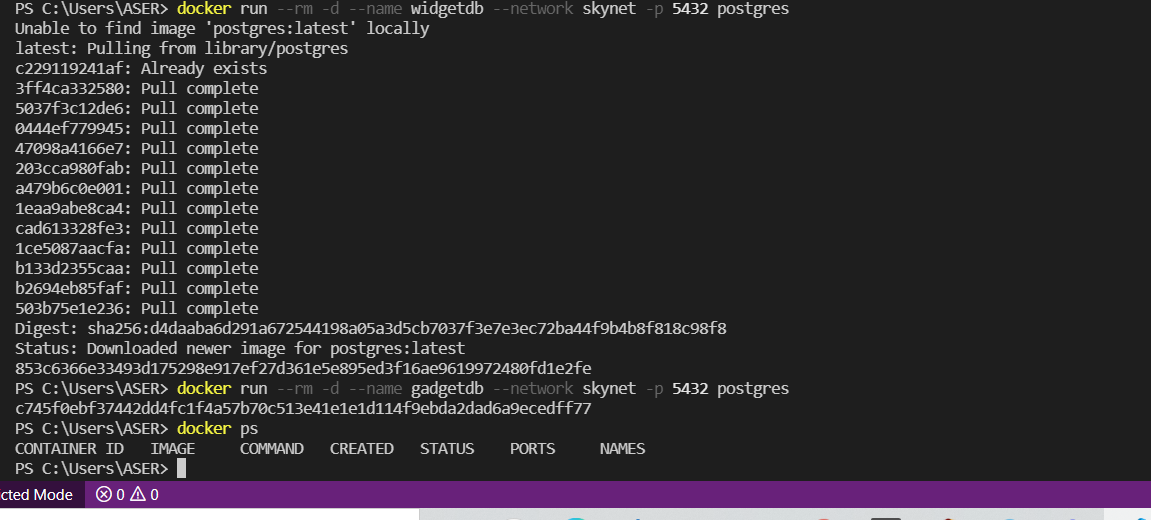 PS C:\Users\ASER> docker run --rm -d --name widgetdb --network skynet -p 5432 postgres
Unable to find image 'postgres:latest' locally
latest: Pulling from library/postgres
c229119241af: Already exists
3ff4ca332580: Pull complete
5037f3c12de6: Pull complete
0444ef779945: Pull complete
47098a4166e7: Pull complete
203cca980fab: Pull complete
a479b6c0e001: Pull complete
1eaa9abe8ca4: Pull complete
cad613328fe3: Pull complete
1ce5087aacfa: Pull complete
b133d2355caa: Pull complete
b2694eb85faf: Pull complete
503b75e1e236: Pull complete
Digest: sha256:d4daaba6d291a672544198a05a3d5cb7037f3e7e3ec72ba44f9b4b8f818c98f8
Status: Downloaded newer image for postgres:latest
853c6366e33493d175298e917ef27d361e5e895ed3f16ae9619972480fd1e2fe
PS C:\Users\ASER> docker run --rm -d --name gadgetdb --network skynet -p 5432 postgres
c745f0ebf37442dd4fc1f4a57b70c513e41e1e1d114f9ebda2dad6a9ecedff77
PS C:\Users\ASER> docker ps
CONTAINER ID IMAGE COMMAND CREATED STATUS PORTS NAMES
PS C:\Users\ASER>
cted Mode 0 0